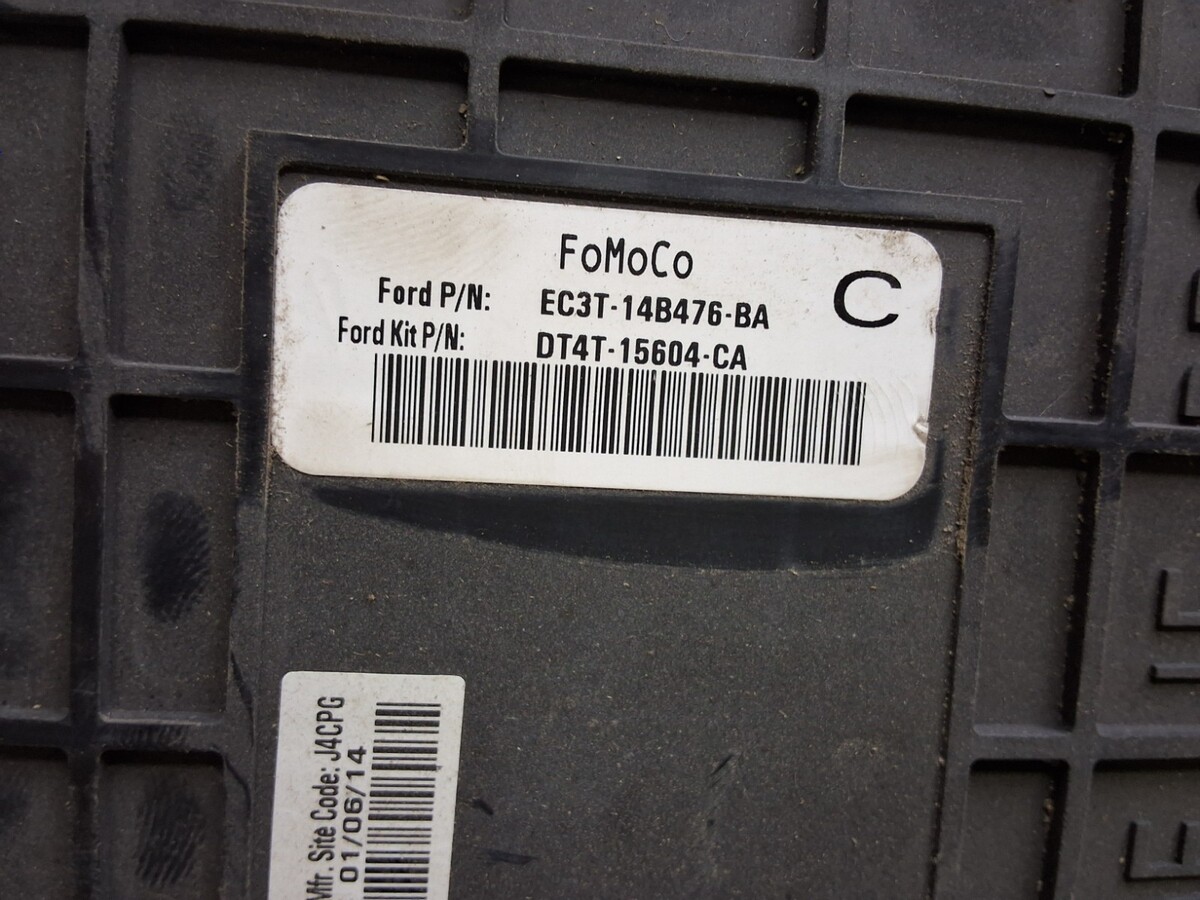 FoMoCo
C
Ford P/N: EC3T-14B476-BA
Ford Kit P/N: DT4T-15604-CA
Mfr. Site Code: J4CPG
01/06/14